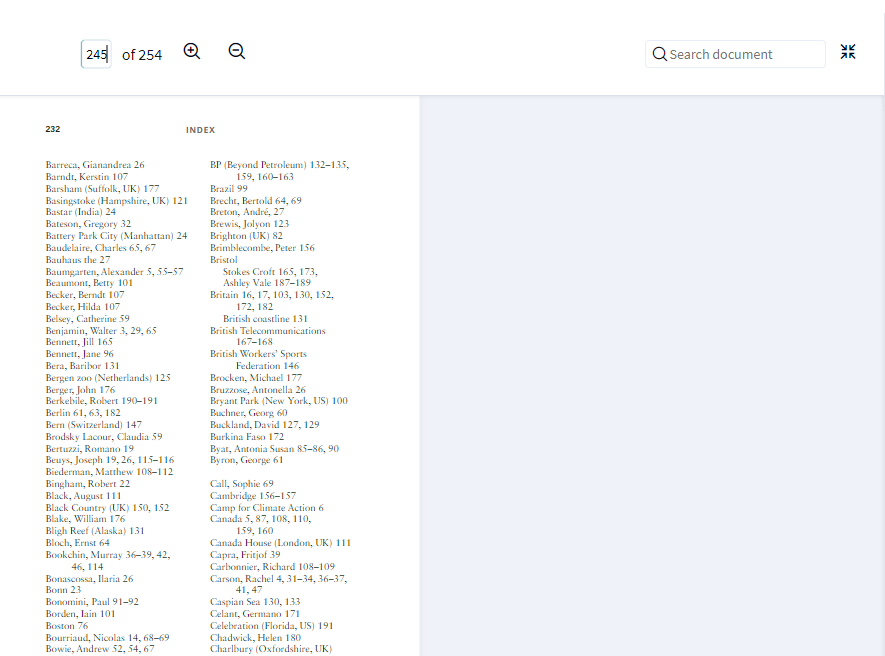 245 of 254
Search document
232 INDEX
Barreca, Gianandrea 26
Barndt, Kerstin 107
Barsham (Suffolk, UK) 177
Basingstoke (Hampshire, UK) 121
Bastar (India) 24
Bateson, Gregory 32
Battery Park City (Manhattan) 24
Baudelaire, Charles 65, 67
Bauhaus the 27
Baumgarten, Alexander 5, 55–57
Beaumont, Betty 101
Becker, Berndt 107
Becker, Hilda 107
Belsey, Catherine 59
Benjamin, Walter 3, 29, 65
Bennett, Jill 165
Bennett, Jane 96
Bera, Baribor 131
Bergen zoo (Netherlands) 125
Berger, John 176
Berkebile, Robert 190–191
Berlin 61, 63, 182
Bern (Switzerland) 147
Brodsky Lacour, Claudia 59
Bertuzzi, Romano 19
Beuys, Joseph 19, 26, 115–116
Biederman, Matthew 108–112
Bingham, Robert 22
Black, August 111
Black Country (UK) 150, 152
Blake, William 176
Bligh Reef (Alaska) 131
Bloch, Ernst 64
Bookchin, Murray 36–39, 42,
46, 114
Bonascossa, Ilaria 26
Bonn 23
Bonomini, Paul 91–92
Borden, Iain 101
Boston 76
Bourriaud, Nicolas 14, 68–69
Bowie, Andrew 52, 54, 67
BP (Beyond Petroleum) 132–135,
159, 160–163
Brazil 99
Brecht, Bertold 64, 69
Breton, André, 27
Brewis, Jolyon 123
Brighton (UK) 82
Brimblecombe, Peter 156
Bristol
Stokes Croft 165, 173,
Ashley Vale 187–189
Britain 16, 17, 103, 130, 152,
172, 182
British coastline 131
British Telecommunications
167–168
British Workers' Sports
Federation 146
Brocken, Michael 177
Bruzzose, Antonella 26
Bryant Park (New York, US) 100
Buchner, Georg 60
Buckland, David 127, 129
Burkina Faso 172
Byat, Antonia Susan 85–86, 90
Byron, George 61
Call, Sophie 69
Cambridge 156–157
Camp for Climate Action 6
Canada 5, 87, 108, 110,
159, 160
Canada House (London, UK) 111
Capra, Fritjof 39
Carbonnier, Richard 108–109
Carson, Rachel 4, 31–34, 36–37,
41, 47
Caspian Sea 130, 133
Celant, Germano 171
Celebration (Florida, US) 191
Chadwick, Helen 180
Charlbury (Oxfordshire, UK)